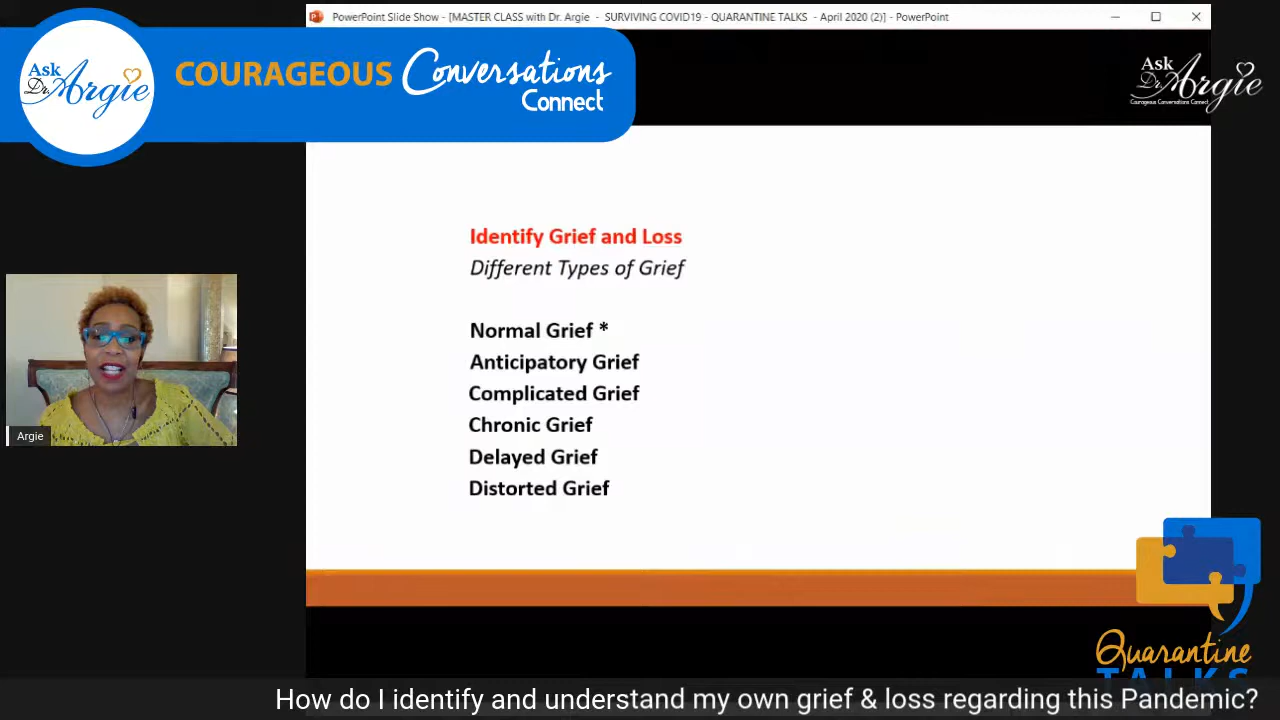 PowerPoint Slide Show - [MASTER CLASS with Dr. Argie - SURVIVING COVID19 - QUARANTINE TALKS - April 2020 (2)] - PowerPoint
Ask
Dr. Argie
COURAGEOUS Conversations
Connect
Ask
Dr. Argie
Courageous Conversations Connect
Identify Grief and Loss
Different Types of Grief
Normal Grief *
Anticipatory Grief
Complicated Grief
Chronic Grief
Delayed Grief
Distorted Grief
Argie
Quarantine
TALKS
How do I identify and understand my own grief & loss regarding this Pandemic?